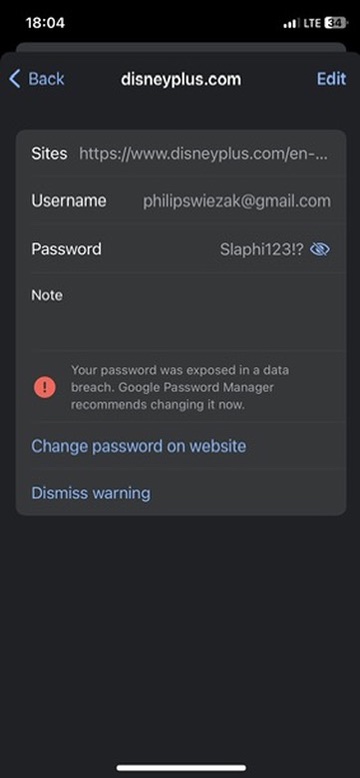 18:04
LTE
34
Back
disneyplus.com
Edit
Sites https://www.disneyplus.com/en-...
Username philipswiezak@gmail.com
Password Slaphi123!?
Note
Your password was exposed in a data
breach. Google Password Manager
recommends changing it now.
Change password on website
Dismiss warning